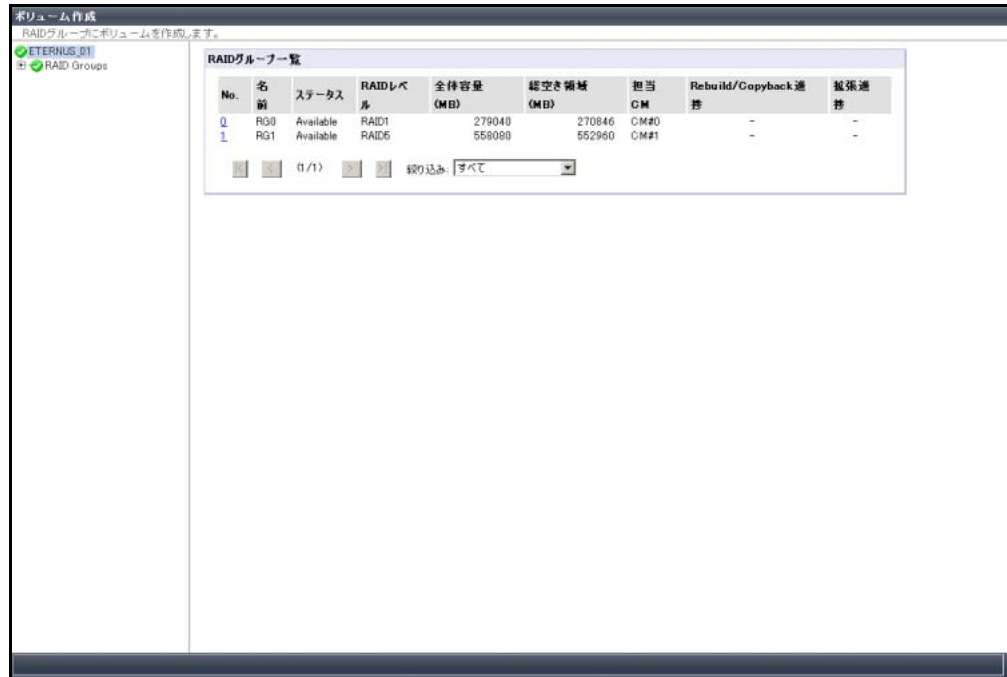 ボリューム作成
RAIDグループにボリュームを作成します。
ETERNUS_01
RAID Groups
RAIDグループ一覧
No. 名前 ステータス RAIDレベル 全体容量(MB) 総空き領域(MB) 担当CM Rebuild/Copyback進捗 拡張進捗
0 RG0 Available RAID1 279040 270846 CM#0 - -
1 RG1 Available RAID5 558080 552960 CM#1 - -
(1/1) 絞り込み: すべて